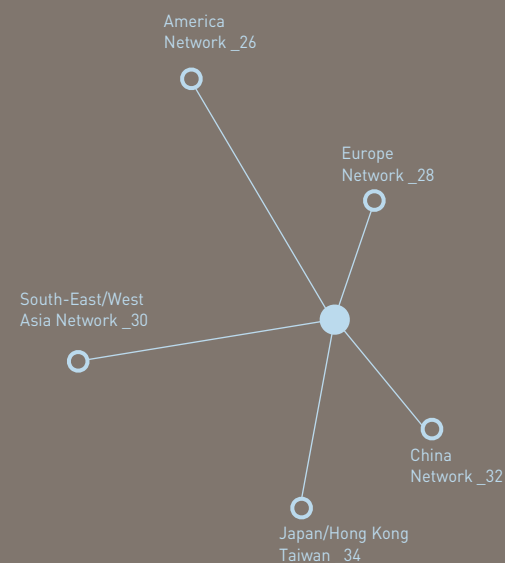 America
Network _26
Europe
Network _28
South-East/West
Asia Network _30
China
Network _32
Japan/Hong Kong
Taiwan _34